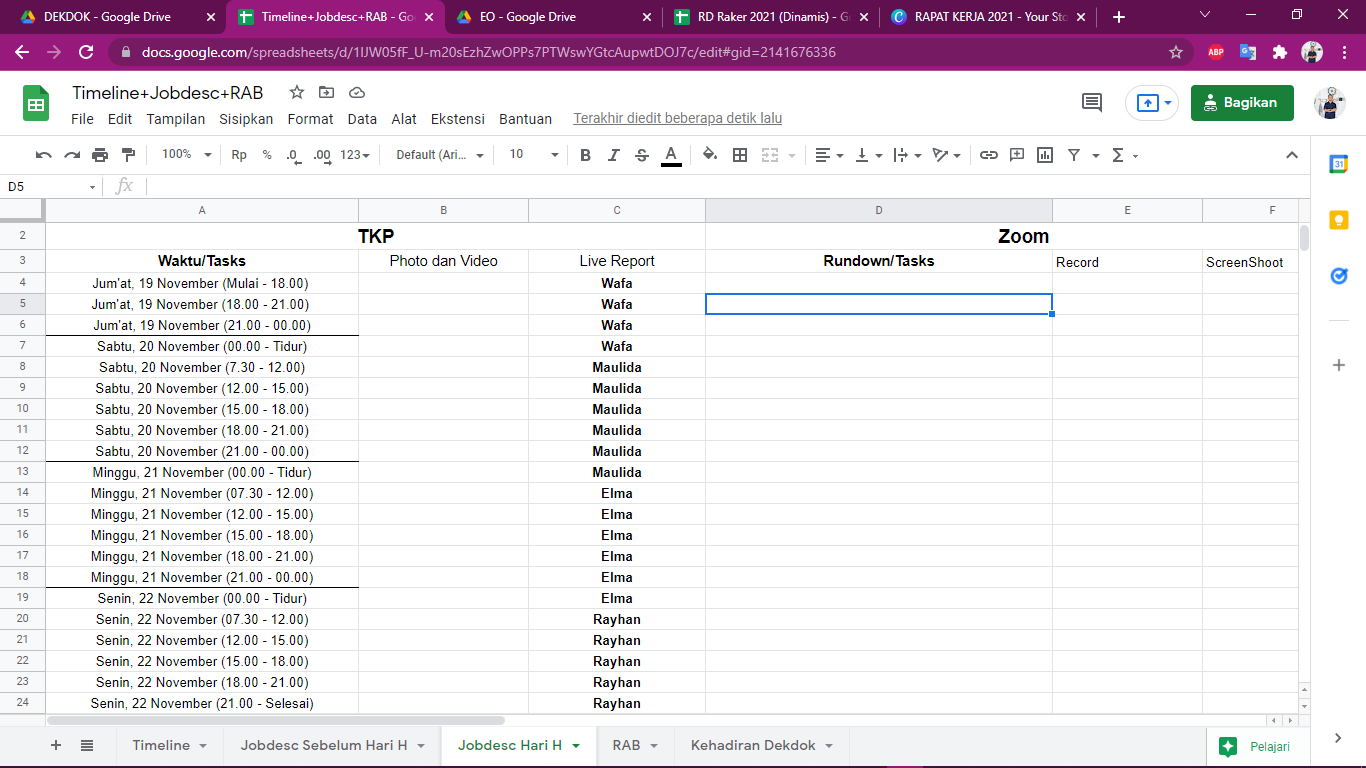 DEKDOK - Google Drive
Timeline+Jobdesc+RAB - Go
EO - Google Drive
RD Raker 2021 (Dinamis) - G
RAPAT KERJA 2021 - Your Sto
docs.google.com/spreadsheets/d/1IJW05fF_U-m20sEzhZwOPPs7PTWswYGtcAupwtDOJ7c/edit#gid=2141676336
ABP
Timeline+Jobdesc+RAB
File Edit Tampilan Sisipkan Format Data Alat Ekstensi Bantuan Terakhir diedit beberapa detik lalu
Bagikan
100% Rp % .0 .00 123 Default (Ari... 10 B I S A Σ
31
D5 fx
A B C D E F
2 TKP Zoom
3 Waktu/Tasks Photo dan Video Live Report Rundown/Tasks Record ScreenShoot
4 Jum'at, 19 November (Mulai - 18.00) Wafa
5 Jum'at, 19 November (18.00 - 21.00) Wafa
6 Jum'at, 19 November (21.00 - 00.00) Wafa
7 Sabtu, 20 November (00.00 - Tidur) Wafa
8 Sabtu, 20 November (7.30 - 12.00) Maulida
9 Sabtu, 20 November (12.00 - 15.00) Maulida
10 Sabtu, 20 November (15.00 - 18.00) Maulida
11 Sabtu, 20 November (18.00 - 21.00) Maulida
12 Sabtu, 20 November (21.00 - 00.00) Maulida
13 Minggu, 21 November (00.00 - Tidur) Maulida
14 Minggu, 21 November (07.30 - 12.00) Elma
15 Minggu, 21 November (12.00 - 15.00) Elma
16 Minggu, 21 November (15.00 - 18.00) Elma
17 Minggu, 21 November (18.00 - 21.00) Elma
18 Minggu, 21 November (21.00 - 00.00) Elma
19 Senin, 22 November (00.00 - Tidur) Elma
20 Senin, 22 November (07.30 - 12.00) Rayhan
21 Senin, 22 November (12.00 - 15.00) Rayhan
22 Senin, 22 November (15.00 - 18.00) Rayhan
23 Senin, 22 November (18.00 - 21.00) Rayhan
24 Senin, 22 November (21.00 - Selesai) Rayhan
Timeline Jobdesc Sebelum Hari H Jobdesc Hari H RAB Kehadiran Dekdok Pelajari